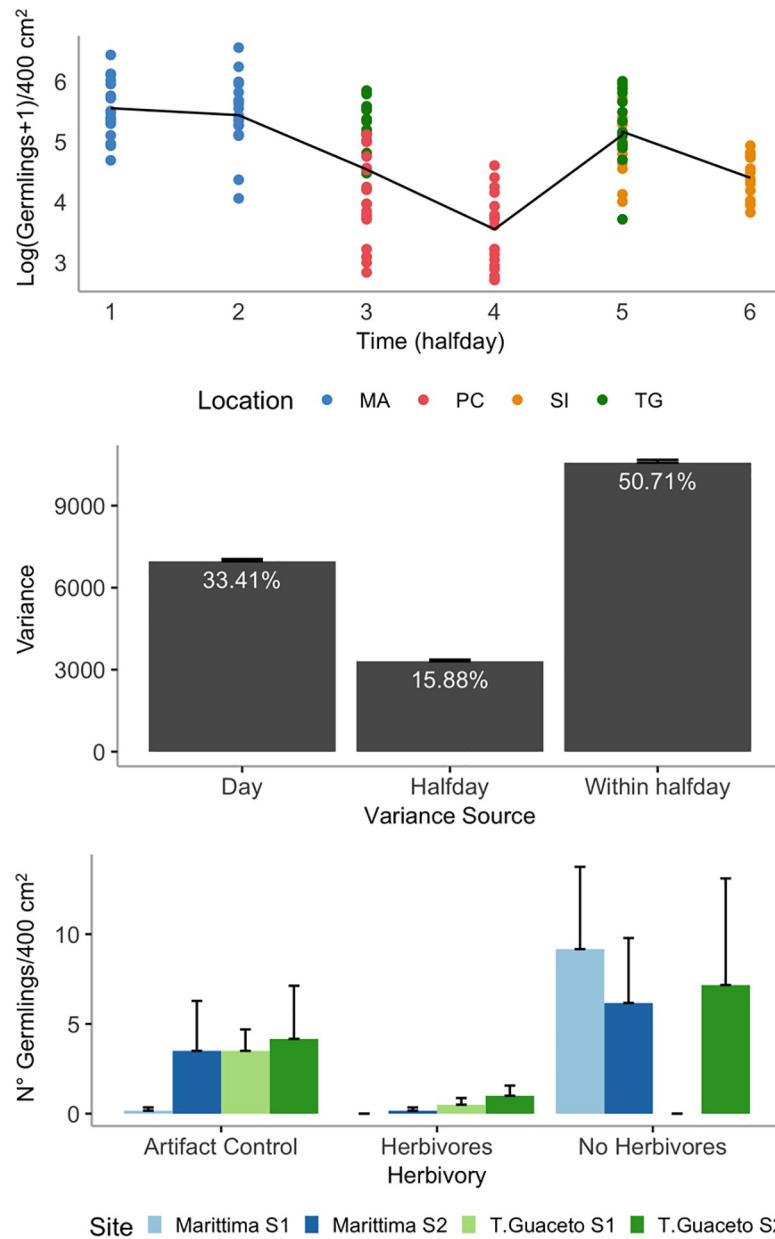 Log(Germlings+1)/400 cm²
6
5
4
3
1 2 3 4 5 6
Time (halfday)
Location MA PC SI TG
Variance
9000
6000
3000
0
33.41%
15.88%
50.71%
Day Halfday Within halfday
Variance Source
N° Germlings/400 cm²
10
5
0
Artifact Control Herbivores No Herbivores
Herbivory
Site Marittima S1 Marittima S2 T.Guaceto S1 T.Guaceto S2